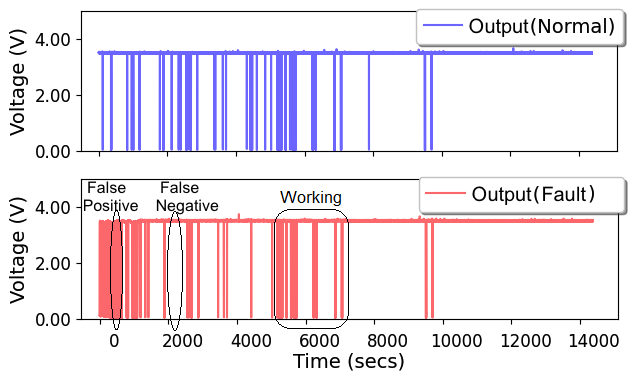 Output(Normal)
Voltage (V)
4.00
2.00
0.00
Output(Fault)
False
Positive
False
Negative
Working
Voltage (V)
4.00
2.00
0.00
0 2000 4000 6000 8000 10000 12000 14000
Time (secs)